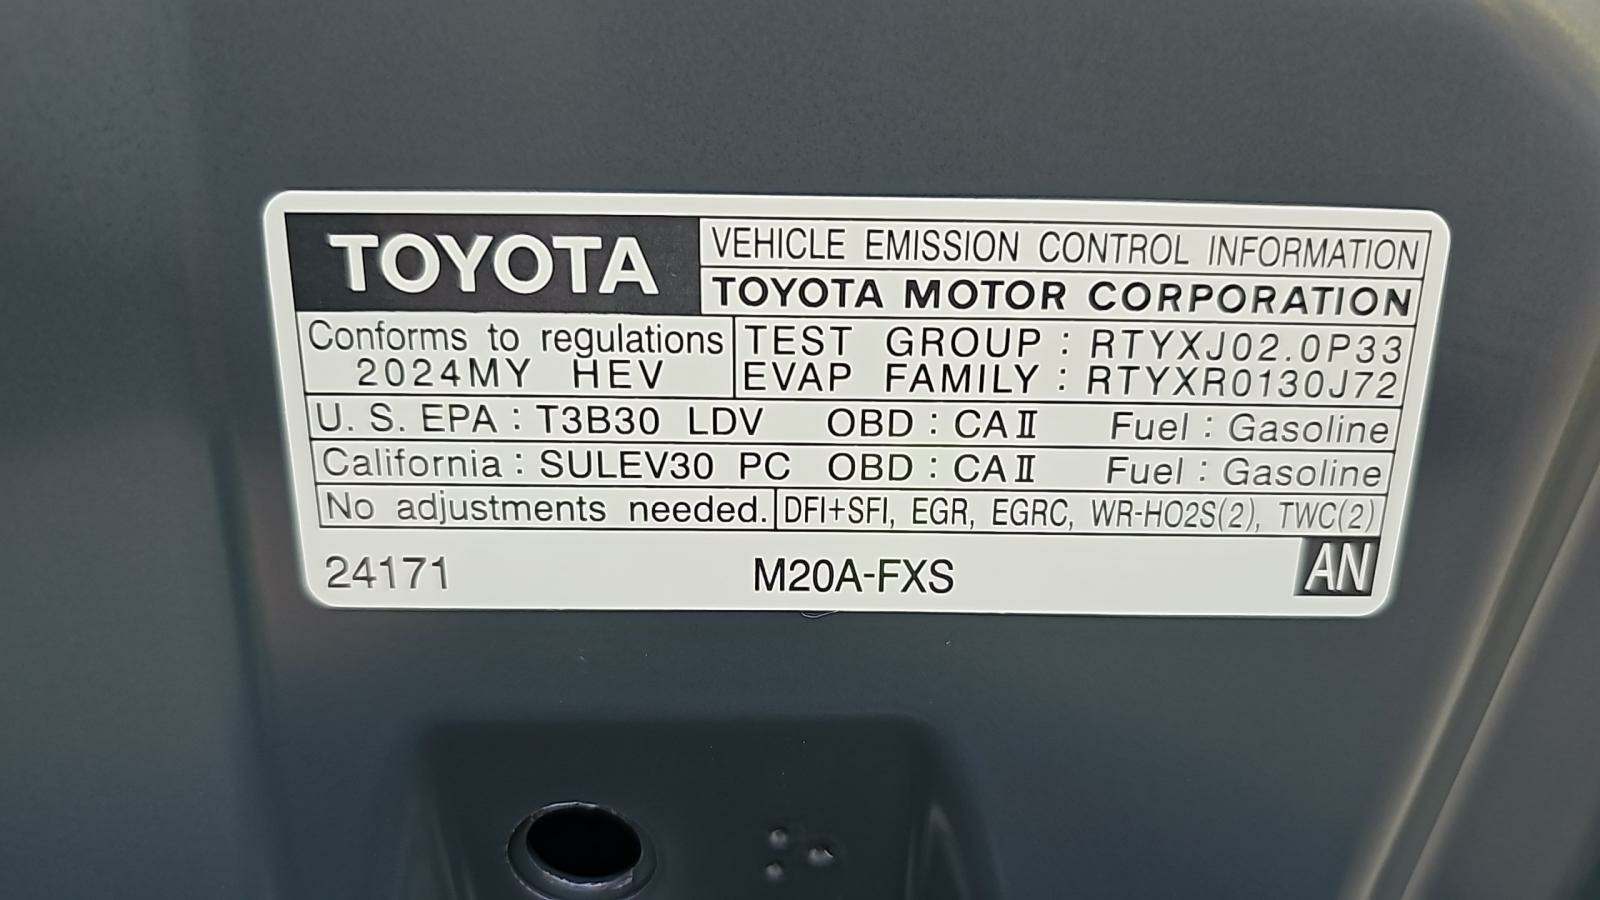 TOYOTA
VEHICLE EMISSION CONTROL INFORMATION
TOYOTA MOTOR CORPORATION
Conforms to regulations
2024MY HEV
TEST GROUP : RTYXJ02.0P33
EVAP FAMILY : RTYXR0130J72
U. S. EPA : T3B30 LDV OBD : CAⅡ Fuel : Gasoline
California : SULEV30 PC OBD : CAⅡ Fuel : Gasoline
No adjustments needed. DFI+SFI, EGR, EGRC, WR-HO2S(2), TWC(2)
24171 M20A-FXS AN